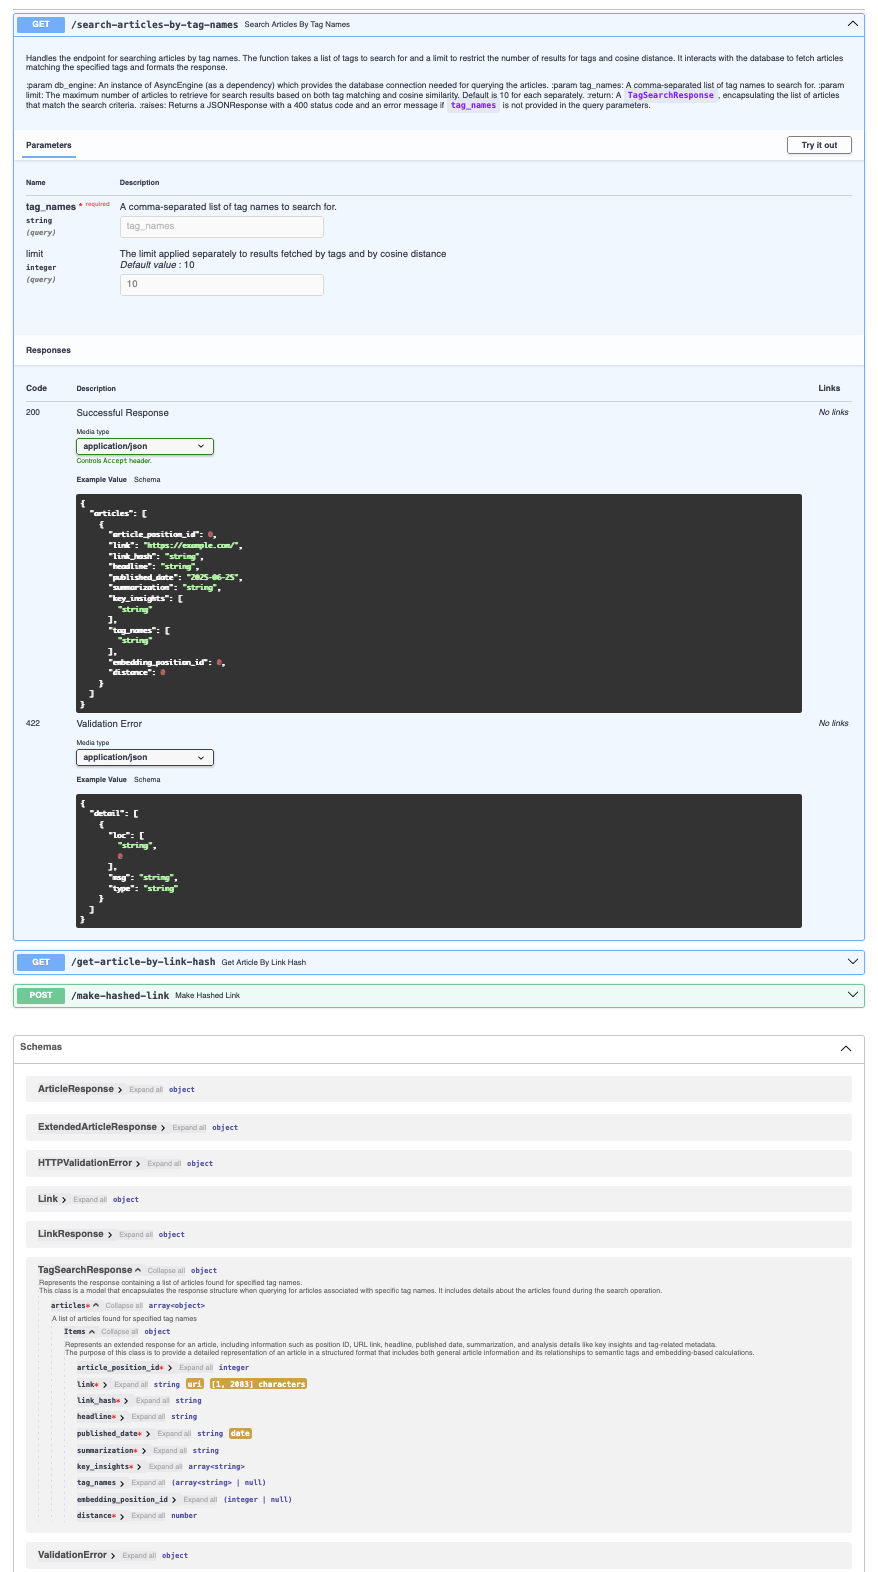 GET /search-articles-by-tag-names Search Articles By Tag Names
Handles the endpoint for searching articles by tag names. The function takes a list of tags to search for and a limit to restrict the number of results for tags and cosine distance. It interacts with the database to fetch articles
matching the specified tags and formats the response.
:param db_engine: An instance of AsyncEngine (as a dependency) which provides the database connection needed for querying the articles. :param tag_names: A comma-separated list of tag names to search for. :param
limit: The maximum number of articles to retrieve for search results based on both tag matching and cosine similarity. Default is 10 for each separately. :return: A TagSearchResponse, encapsulating the list of articles
that match the search criteria. :raises: Returns a JSONResponse with a 400 status code and an error message if tag_names is not provided in the query parameters.
Parameters Try it out
Name Description
tag_names * required A comma-separated list of tag names to search for.
string
(query) tag_names
limit The limit applied separately to results fetched by tags and by cosine distance
integer Default value : 10
(query) 10
Responses
Code Description Links
200 Successful Response No links
Media type
application/json
Controls Accept header.
Example Value Schema
{
"articles": [
{
"article_position_id": 0,
"link": "https://example.com/",
"link_hash": "string",
"headline": "string",
"published_date": "2025-06-25",
"summarization": "string",
"key_insights": [
"string"
],
"tag_names": [
"string"
],
"embedding_position_id": 0,
"distance": 0
}
]
}
422 Validation Error No links
Media type
application/json
Example Value Schema
{
"detail": [
{
"loc": [
"string",
0
],
"msg": "string",
"type": "string"
}
]
}
GET /get-article-by-link-hash Get Article By Link Hash
POST /make-hashed-link Make Hashed Link
Schemas
ArticleResponse Expand all object
ExtendedArticleResponse Expand all object
HTTPValidationError Expand all object
Link Expand all object
LinkResponse Expand all object
TagSearchResponse Collapse all object
Represents the response containing a list of articles found for specified tag names.
This class is a model that encapsulates the response structure when querying for articles associated with specific tag names. It includes details about the articles found during the search operation.
articles* Collapse all array<object>
A list of articles found for specified tag names
Items Collapse all object
Represents an extended response for an article, including information such as position ID, URL link, headline, published date, summarization, and analysis details like key insights and tag-related metadata.
The purpose of this class is to provide a detailed representation of an article in a structured format that includes both general article information and its relationships to semantic tags and embedding-based calculations.
article_position_id* Expand all integer
link* Expand all string uri [1, 2083] characters
link_hash* Expand all string
headline* Expand all string
published_date* Expand all string date
summarization* Expand all string
key_insights* Expand all array<string>
tag_names Expand all (array<string> | null)
embedding_position_id Expand all (integer | null)
distance* Expand all number
ValidationError Expand all object